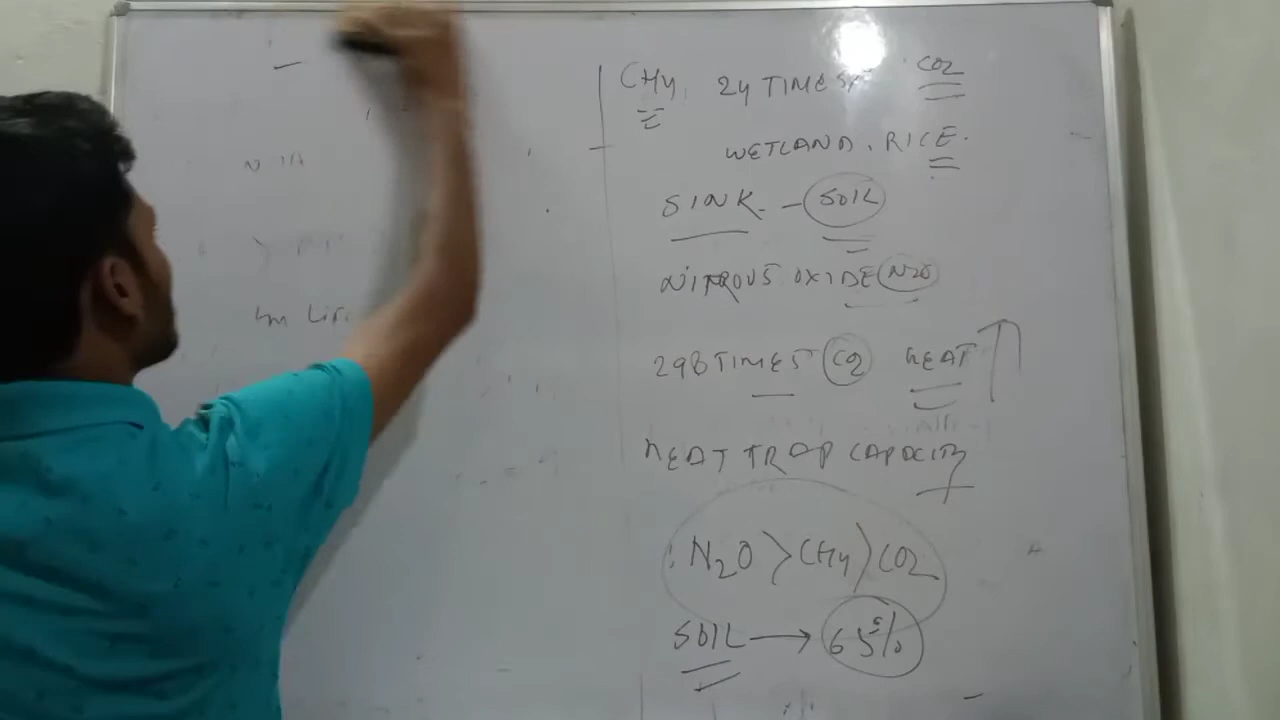 CH4 24 TIMES CO2
WETLAND, RICE.
SINK - SOIL
NITROUS OXIDE N2O
298 TIMES CO2 HEAT
HEAT TRAP CAPACITY
N2O > CH4 > CO2
SOIL → 65%